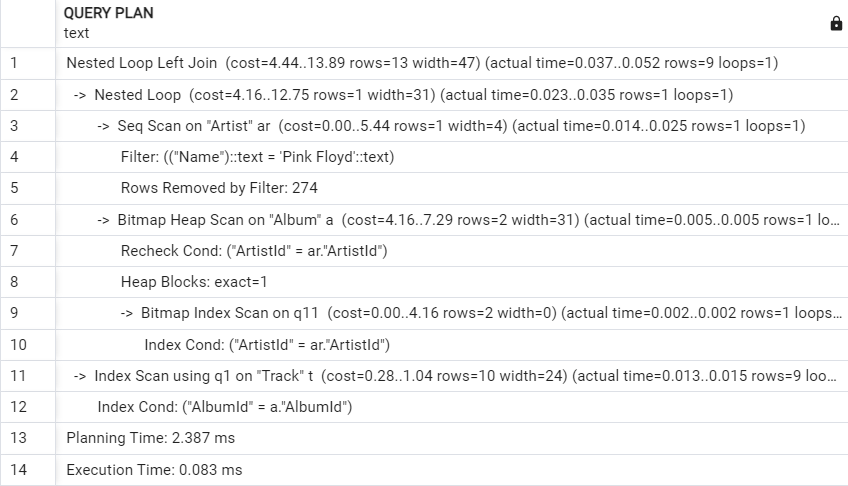 QUERY PLAN
text
1 Nested Loop Left Join (cost=4.44..13.89 rows=13 width=47) (actual time=0.037..0.052 rows=9 loops=1)
2 -> Nested Loop (cost=4.16..12.75 rows=1 width=31) (actual time=0.023..0.035 rows=1 loops=1)
3 -> Seq Scan on "Artist" ar (cost=0.00..5.44 rows=1 width=4) (actual time=0.014..0.025 rows=1 loops=1)
4 Filter: (("Name")::text = 'Pink Floyd'::text)
5 Rows Removed by Filter: 274
6 -> Bitmap Heap Scan on "Album" a (cost=4.16..7.29 rows=2 width=31) (actual time=0.005..0.005 rows=1 lo...
7 Recheck Cond: ("ArtistId" = ar."ArtistId")
8 Heap Blocks: exact=1
9 -> Bitmap Index Scan on q11 (cost=0.00..4.16 rows=2 width=0) (actual time=0.002..0.002 rows=1 loops...
10 Index Cond: ("ArtistId" = ar."ArtistId")
11 -> Index Scan using q1 on "Track" t (cost=0.28..1.04 rows=10 width=24) (actual time=0.013..0.015 rows=9 loo...
12 Index Cond: ("AlbumId" = a."AlbumId")
13 Planning Time: 2.387 ms
14 Execution Time: 0.083 ms